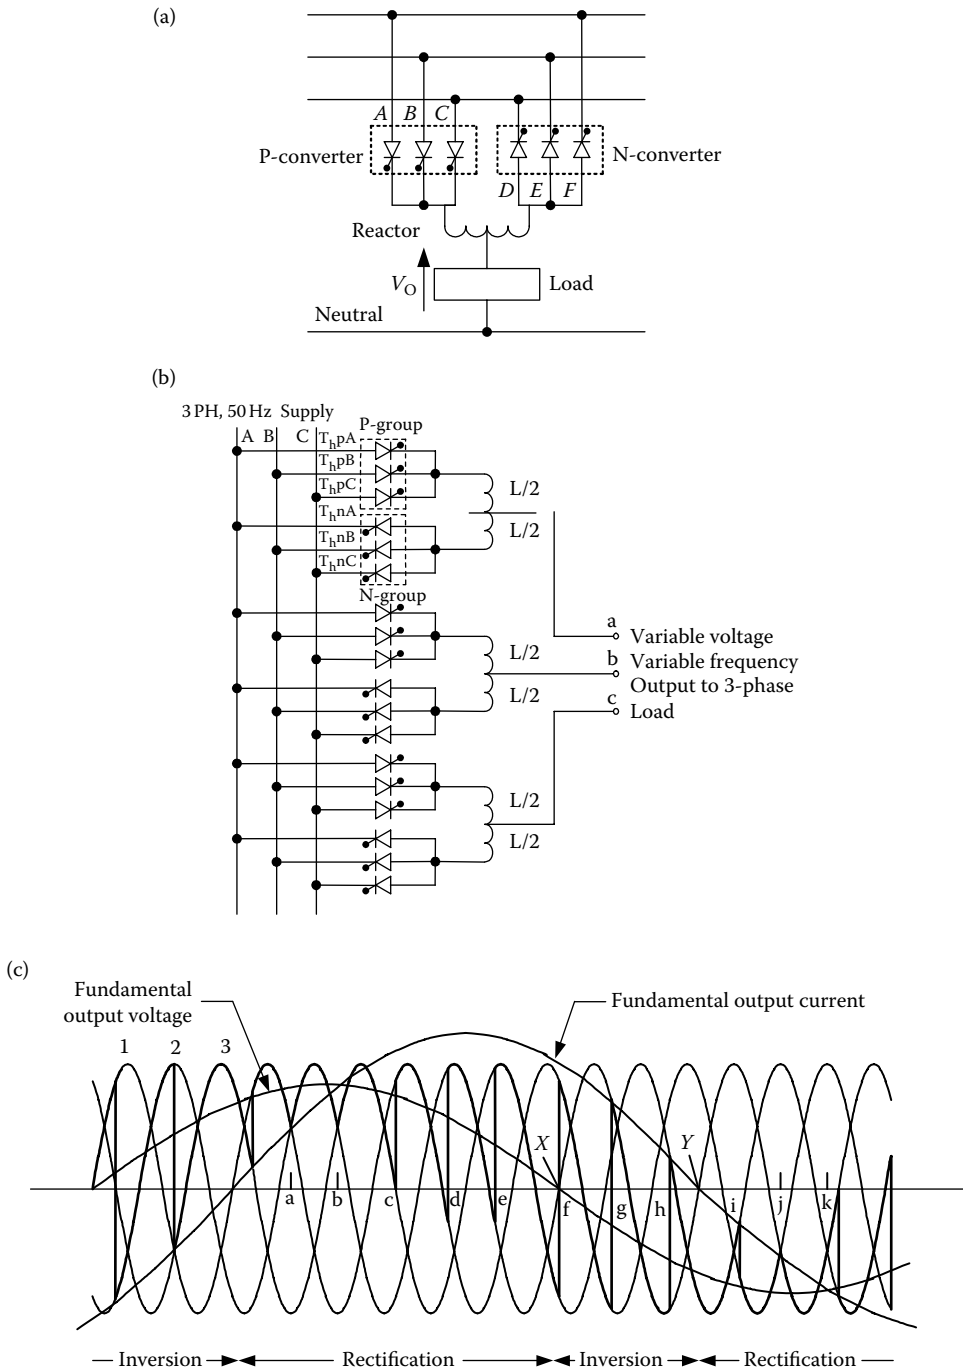 (a)
A B C
P-converter
N-converter
D E F
Reactor
V_O
Load
Neutral
(b)
3 PH, 50 Hz Supply
A B C
P-group
T_hpA
T_hpB
T_hpC
L/2
L/2
T_hnA
T_hnB
T_hnC
N-group
L/2
L/2
a
Variable voltage
b
Variable frequency
Output to 3-phase
c
Load
L/2
L/2
(c)
Fundamental
output voltage
Fundamental output current
1 2 3
X Y
a b c d e f g h i j k
Inversion Rectification Inversion Rectification